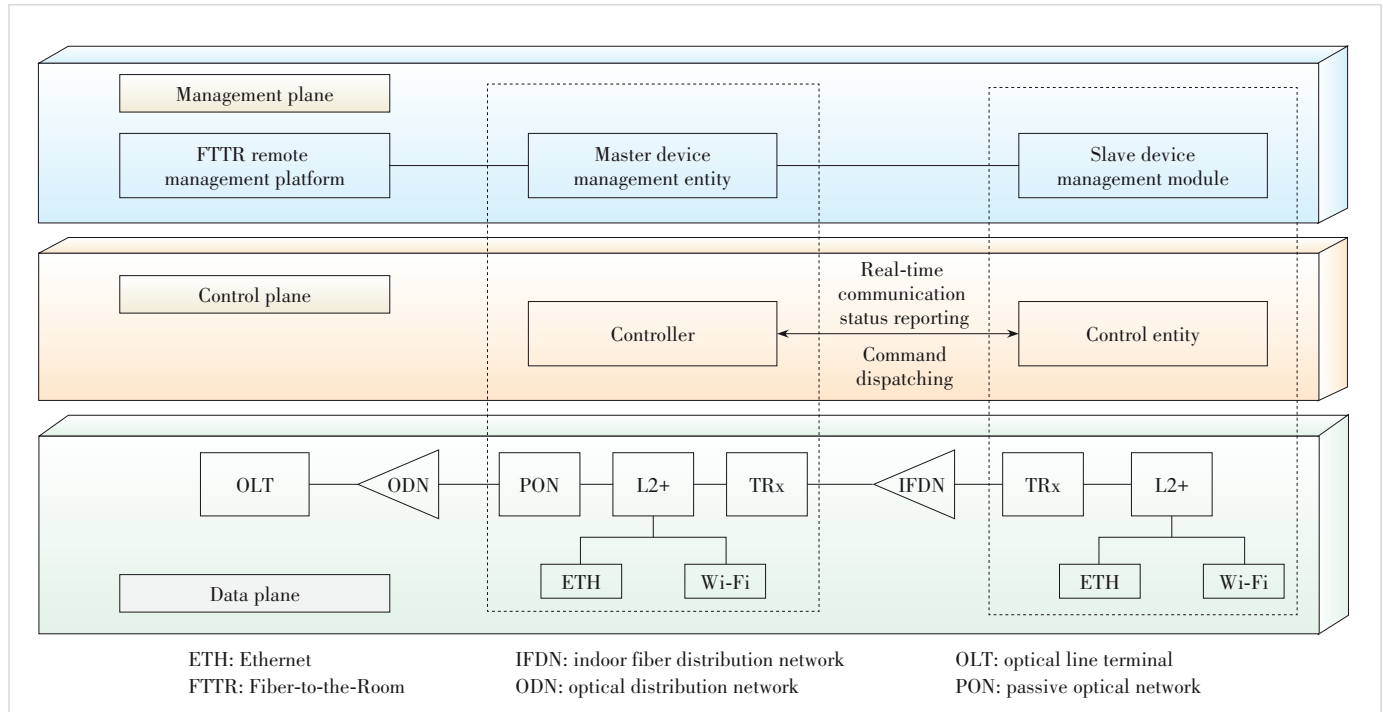 Management plane
FTTR remote
management platform
Master device
management entity
Slave device
management module
Control plane
Controller
Real-time
communication
status reporting
Command
dispatching
Control entity
OLT
ODN
PON
L2+
TRx
IFDN
TRx
L2+
ETH
Wi-Fi
ETH
Wi-Fi
Data plane
ETH: Ethernet
FTTR: Fiber-to-the-Room
IFDN: indoor fiber distribution network
ODN: optical distribution network
OLT: optical line terminal
PON: passive optical network